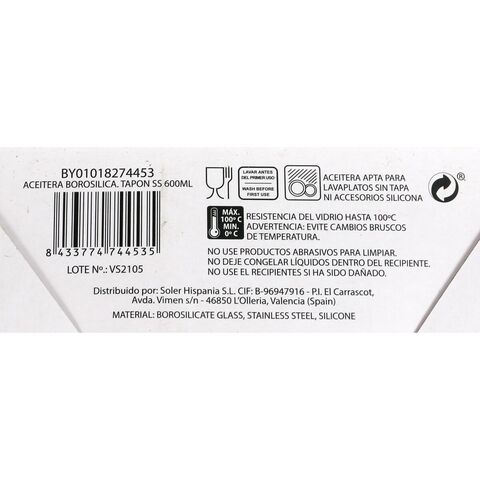 BY01018274453
ACEITERA BOROSILICA. TAPON SS 600ML
8 433774 744535
LOTE Nº.: VS2105
LAVAR ANTES
DEL PRIMER USO
WASH BEFORE
FIRST USE
ACEITERA APTA PARA
LAVAPLATOS SIN TAPA
NI ACCESORIOS SILICONA
MÁX.
100ºC
MIN.
0ºC
RESISTENCIA DEL VIDRIO HASTA 100ºC
ADVERTENCIA: EVITE CAMBIOS BRUSCOS
DE TEMPERATURA.
NO USE PRODUCTOS ABRASIVOS PARA LIMPIAR.
NO DEJE CONGELAR LÍQUIDOS DENTRO DEL RECIPIENTE.
NO USE EL RECIPIENTES SI HA SIDO DAÑADO.
Distribuido por: Soler Hispania S.L. CIF: B-96947916 - P.I. El Carrascot,
Avda. Vimen s/n - 46850 L'Olleria, Valencia (Spain)
MATERIAL: BOROSILICATE GLASS, STAINLESS STEEL, SILICONE